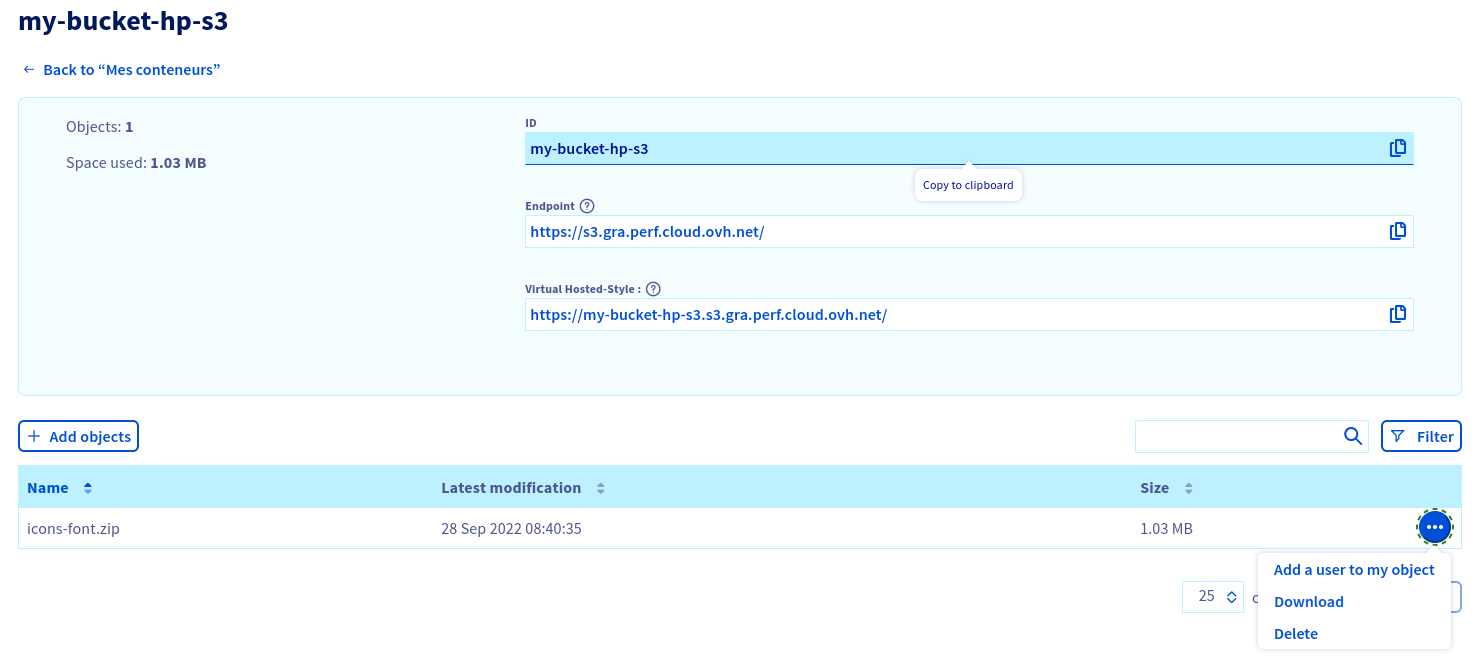 my-bucket-hp-s3
← Back to “Mes conteneurs”
Objects: 1
Space used: 1.03 MB
ID
my-bucket-hp-s3
Copy to clipboard
Endpoint ?
https://s3.gra.perf.cloud.ovh.net/
Virtual Hosted-Style : ?
https://my-bucket-hp-s3.s3.gra.perf.cloud.ovh.net/
+ Add objects
Filter
Name Latest modification Size
icons-font.zip 28 Sep 2022 08:40:35 1.03 MB
Add a user to my object
25
Download
Delete